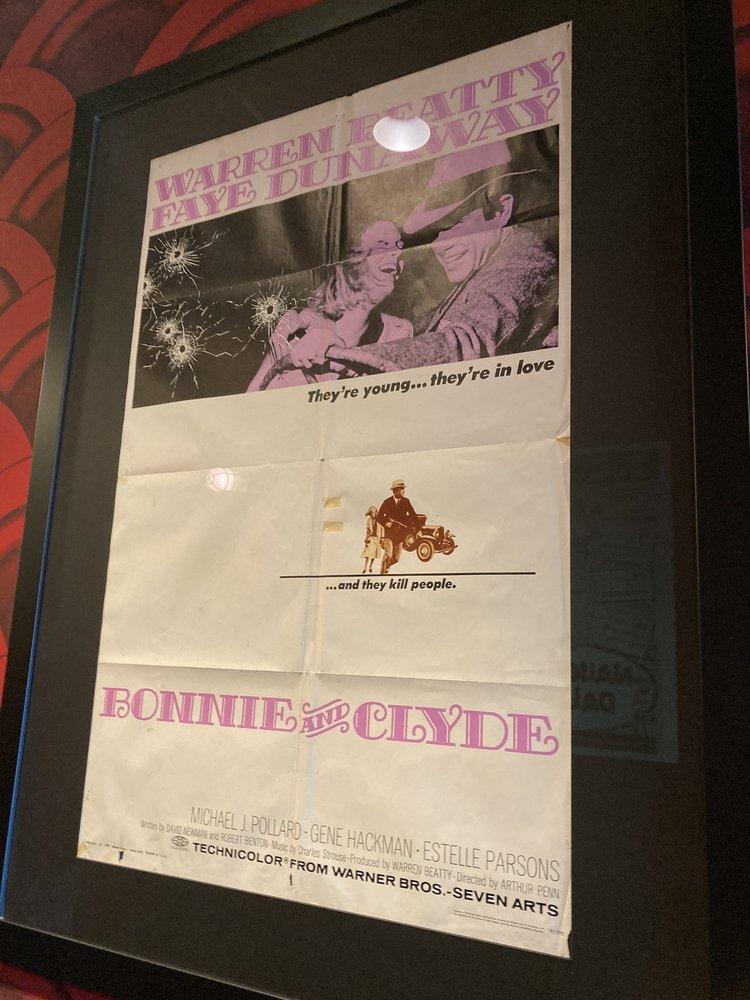 WARREN BEATTY
FAYE DUNAWAY
They're young... they're in love
...and they kill people.
BONNIE AND CLYDE
MICHAEL J. POLLARD · GENE HACKMAN · ESTELLE PARSONS
Written by DAVID NEWMAN and ROBERT BENTON · Music by Charles Strouse · Produced by WARREN BEATTY · Directed by ARTHUR PENN
TECHNICOLOR® FROM WARNER BROS.-SEVEN ARTS